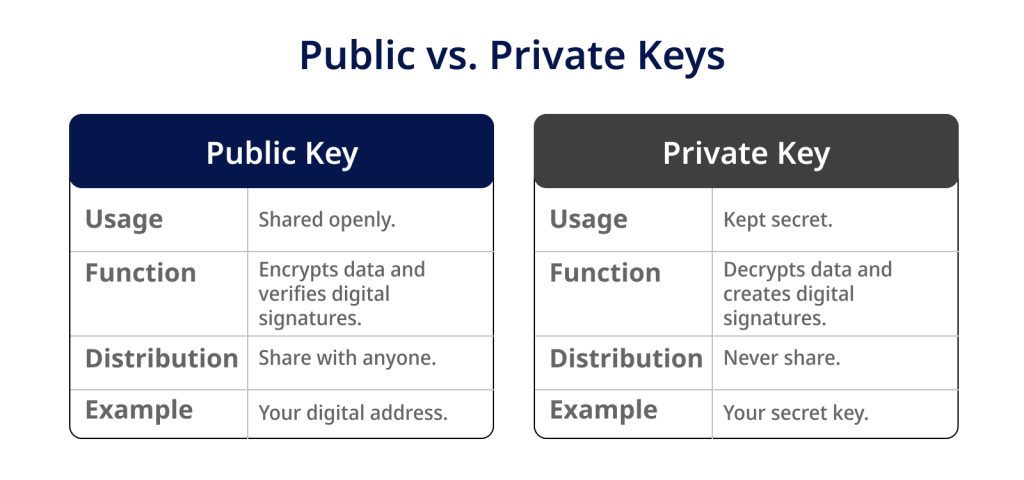 Public vs. Private Keys
Public Key
Usage
Shared openly.
Function
Encrypts data and
verifies digital
signatures.
Distribution
Share with anyone.
Example
Your digital address.
Private Key
Usage
Kept secret.
Function
Decrypts data and
creates digital
signatures.
Distribution
Never share.
Example
Your secret key.